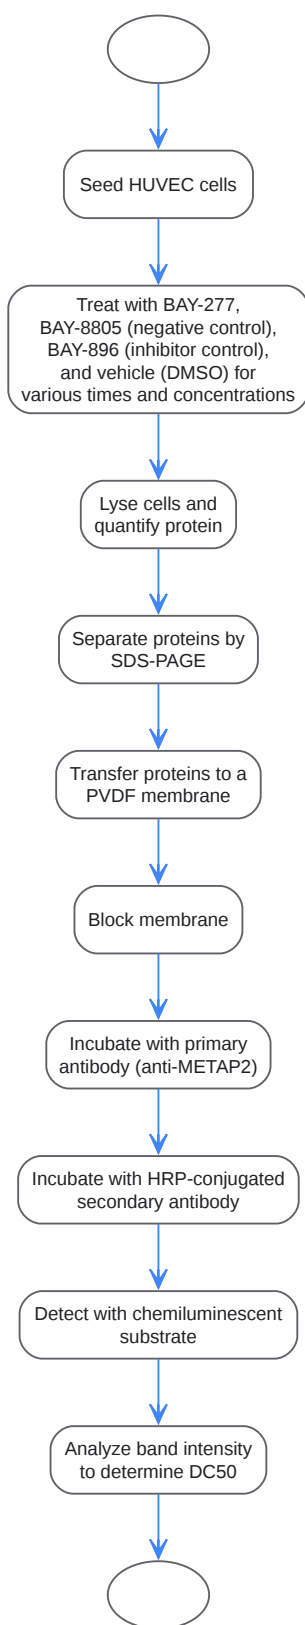 Seed HUVEC cells
Treat with BAY-277,
BAY-8805 (negative control),
BAY-896 (inhibitor control),
and vehicle (DMSO) for
various times and concentrations
Lyse cells and
quantify protein
Separate proteins by
SDS-PAGE
Transfer proteins to a
PVDF membrane
Block membrane
Incubate with primary
antibody (anti-METAP2)
Incubate with HRP-conjugated
secondary antibody
Detect with chemiluminescent
substrate
Analyze band intensity
to determine DC50